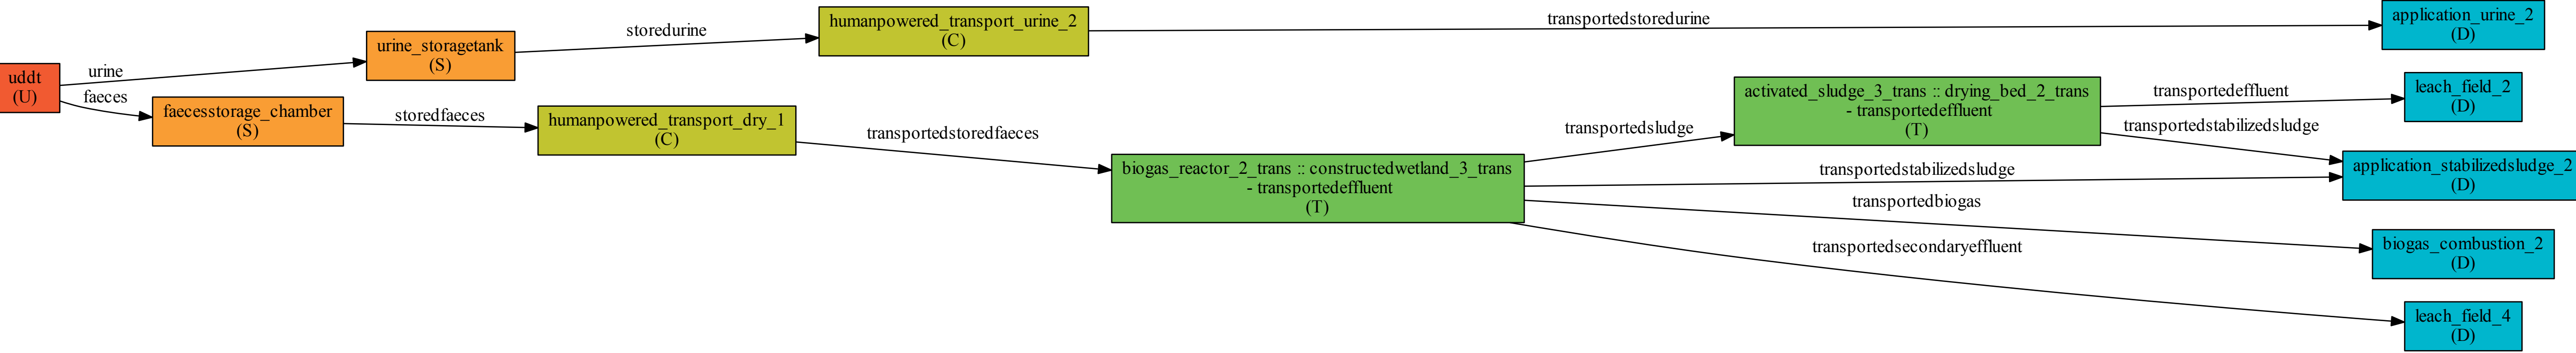 uddt
(U)
urine
faeces
urine_storagetank
(S)
faecesstorage_chamber
(S)
storedurine
storedfaeces
humanpowered_transport_urine_2
(C)
humanpowered_transport_dry_1
(C)
transportedstoredurine
transportedstoredfaeces
biogas_reactor_2_trans :: constructedwetland_3_trans
- transportedeffluent
(T)
transportedsludge
transportedstabilizedsludge
transportedbiogas
transportedsecondaryeffluent
activated_sludge_3_trans :: drying_bed_2_trans
- transportedeffluent
(T)
transportedeffluent
transportedstabilizedsludge
application_urine_2
(D)
leach_field_2
(D)
application_stabilizedsludge_2
(D)
biogas_combustion_2
(D)
leach_field_4
(D)